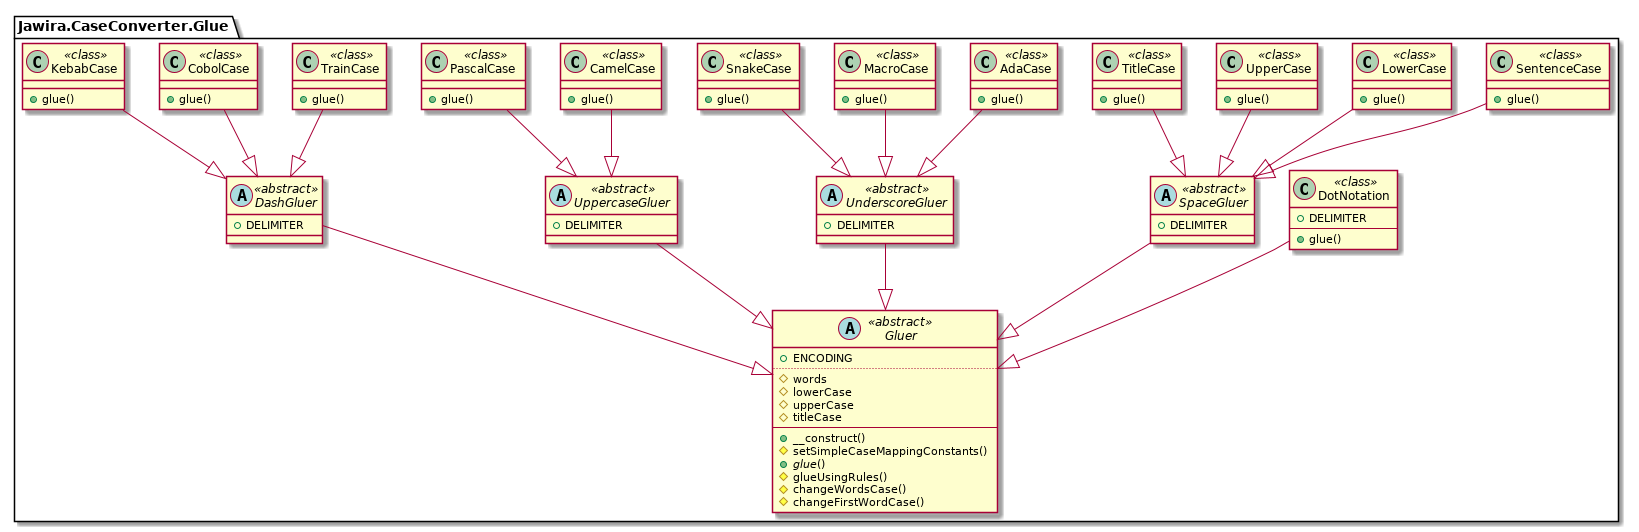 Jawira.CaseConverter.Glue
C «class»
KebabCase
glue()
C «class»
CobolCase
glue()
C «class»
TrainCase
glue()
C «class»
PascalCase
glue()
C «class»
CamelCase
glue()
C «class»
SnakeCase
glue()
C «class»
MacroCase
glue()
C «class»
AdaCase
glue()
C «class»
TitleCase
glue()
C «class»
UpperCase
glue()
C «class»
LowerCase
glue()
C «class»
SentenceCase
glue()
A «abstract»
DashGluer
DELIMITER
A «abstract»
UppercaseGluer
DELIMITER
A «abstract»
UnderscoreGluer
DELIMITER
A «abstract»
SpaceGluer
DELIMITER
C «class»
DotNotation
DELIMITER
glue()
A «abstract»
Gluer
ENCODING
words
lowerCase
upperCase
titleCase
__construct()
setSimpleCaseMappingConstants()
glue()
glueUsingRules()
changeWordsCase()
changeFirstWordCase()